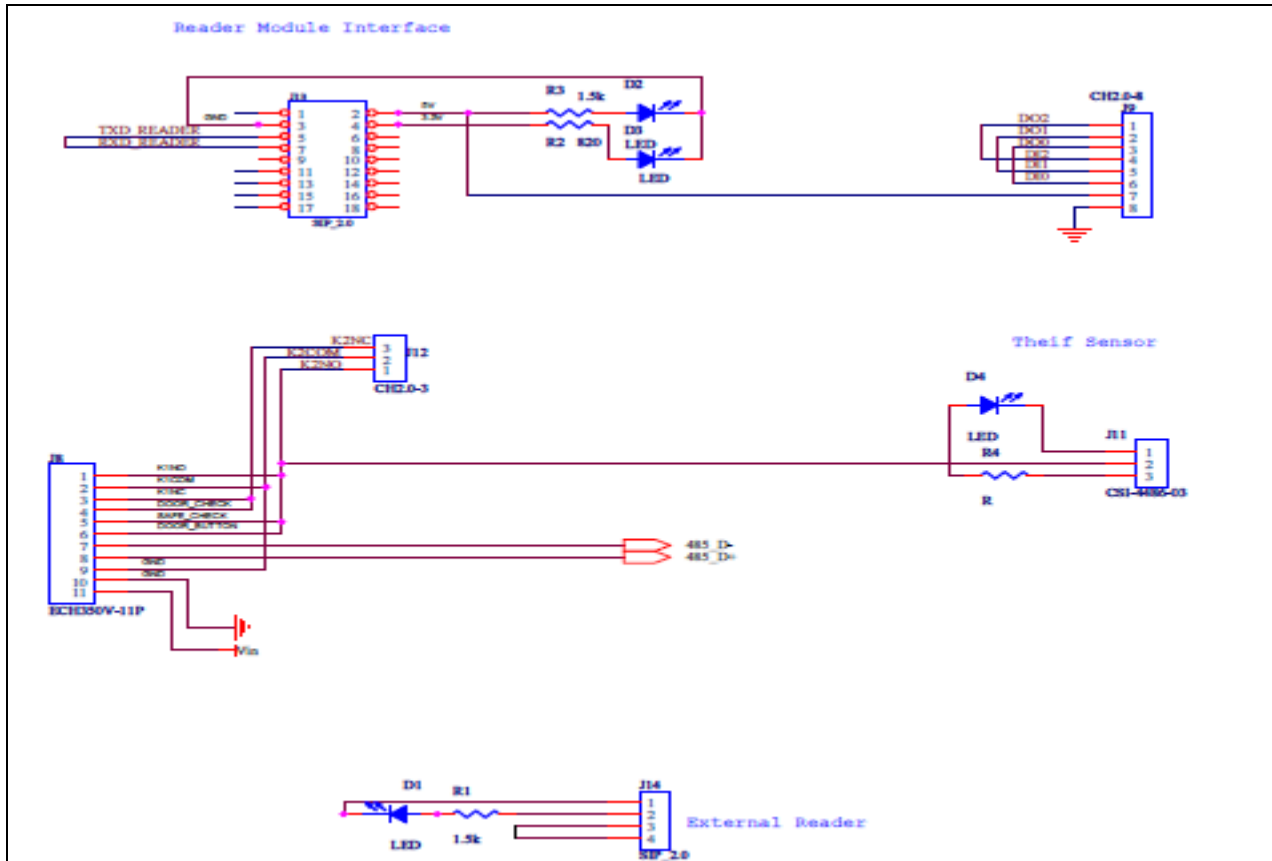 Reader Module Interface
D2
R3 1.5k
CH2.0-8
J9
5v
3.3v
GND
TXD_READER
RXD_READER
1 2
3 4
5 6
7 8
9 10
11 12
13 14
15 16
17 18
SIP_2.0
D3
LED
R2 820
LED
DO2
DO1
DO0
DI2
DI1
DI0
1
2
3
4
5
6
7
8
K2NC
K2COM
K2NO
3
2
1
J12
CH2.0-3
Theif Sensor
D4
LED
R4
R
J11
1
2
3
J8
1
2
3
4
5
6
7
8
9
10
11
K1NO
K1COM
K1NC
DOOR_CHECK
SAFE_CHECK
DOOR_BUTTON
GND
GND
ECH350V-11P
485_D-
485_D+
Vin
D1
LED
R1
1.5k
J14
1
2
3
4
SIP_2.0
External Reader